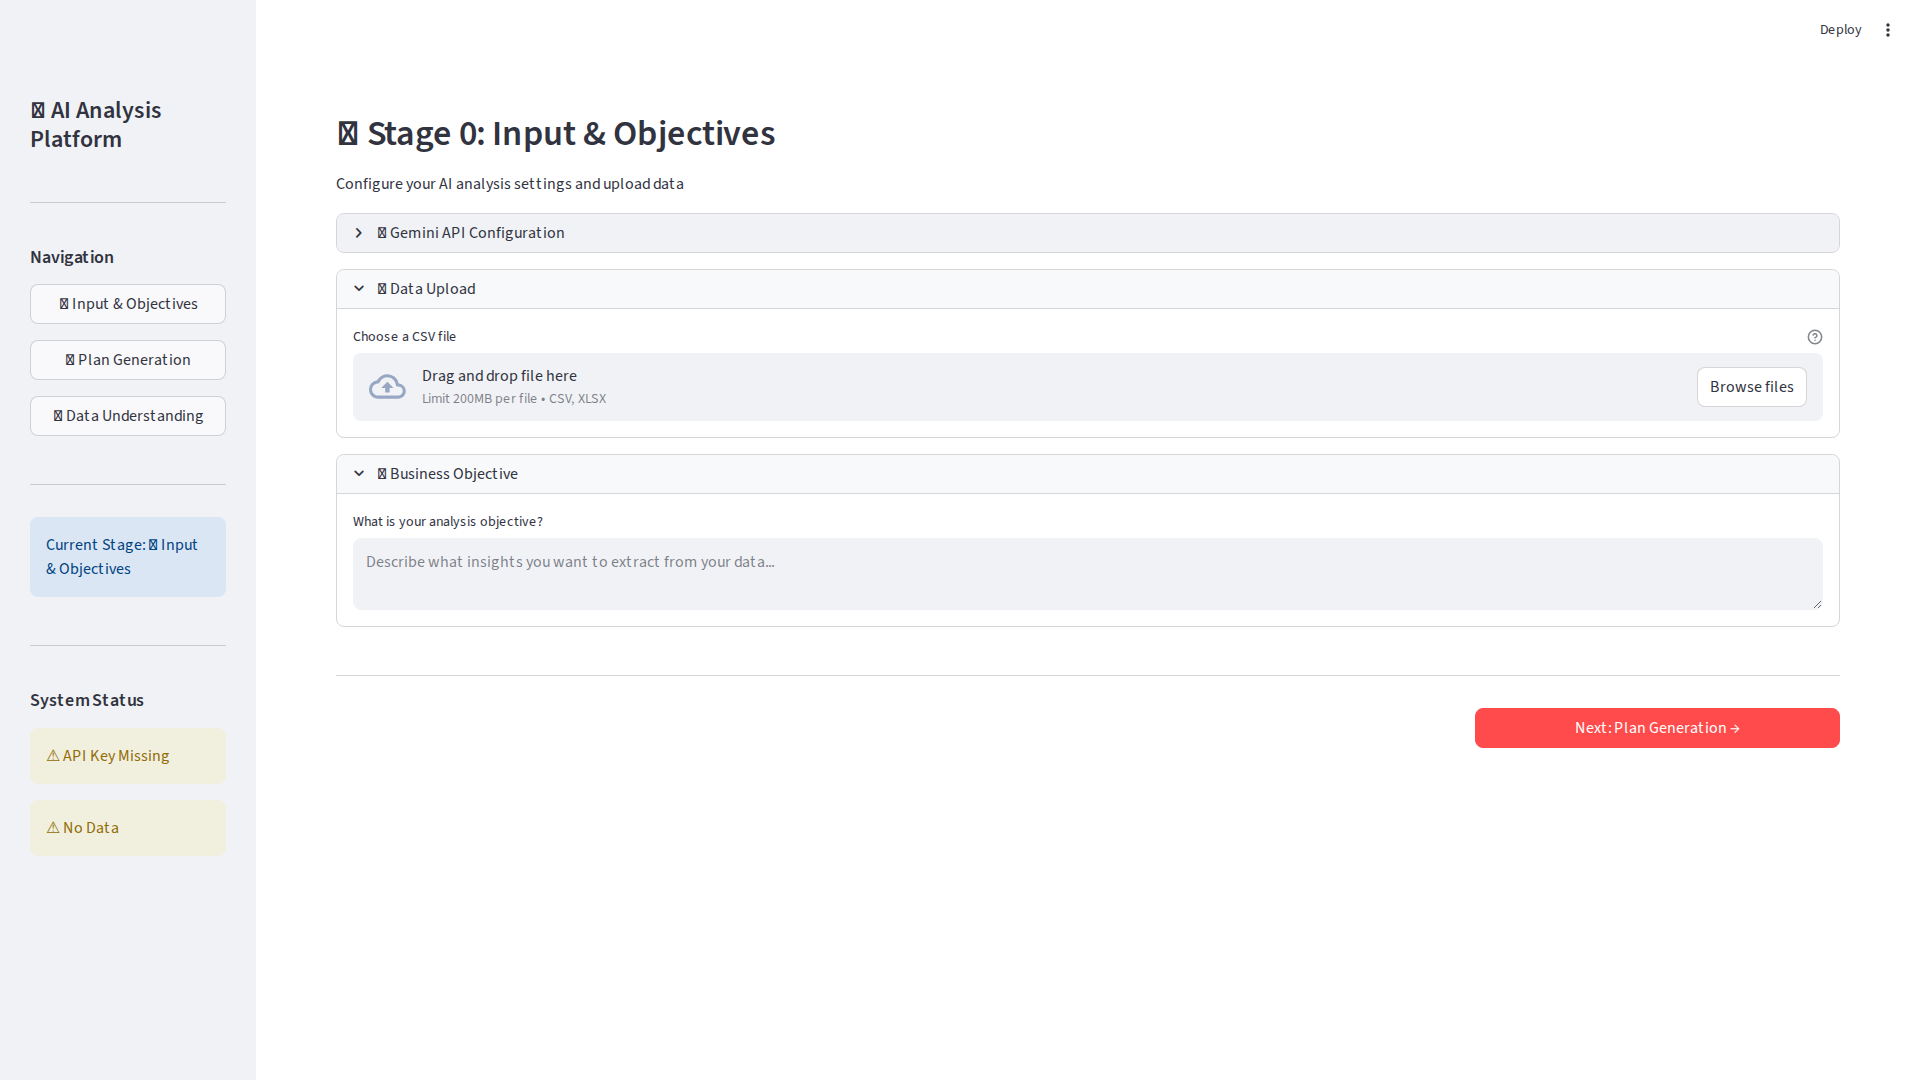 Deploy
AI Analysis
Platform
Navigation
Input & Objectives
Plan Generation
Data Understanding
Current Stage: Input
& Objectives
System Status
⚠ API Key Missing
⚠ No Data
Stage 0: Input & Objectives
Configure your AI analysis settings and upload data
Gemini API Configuration
Data Upload
Choose a CSV file
Drag and drop file here
Limit 200MB per file • CSV, XLSX
Browse files
Business Objective
What is your analysis objective?
Describe what insights you want to extract from your data...
Next: Plan Generation →